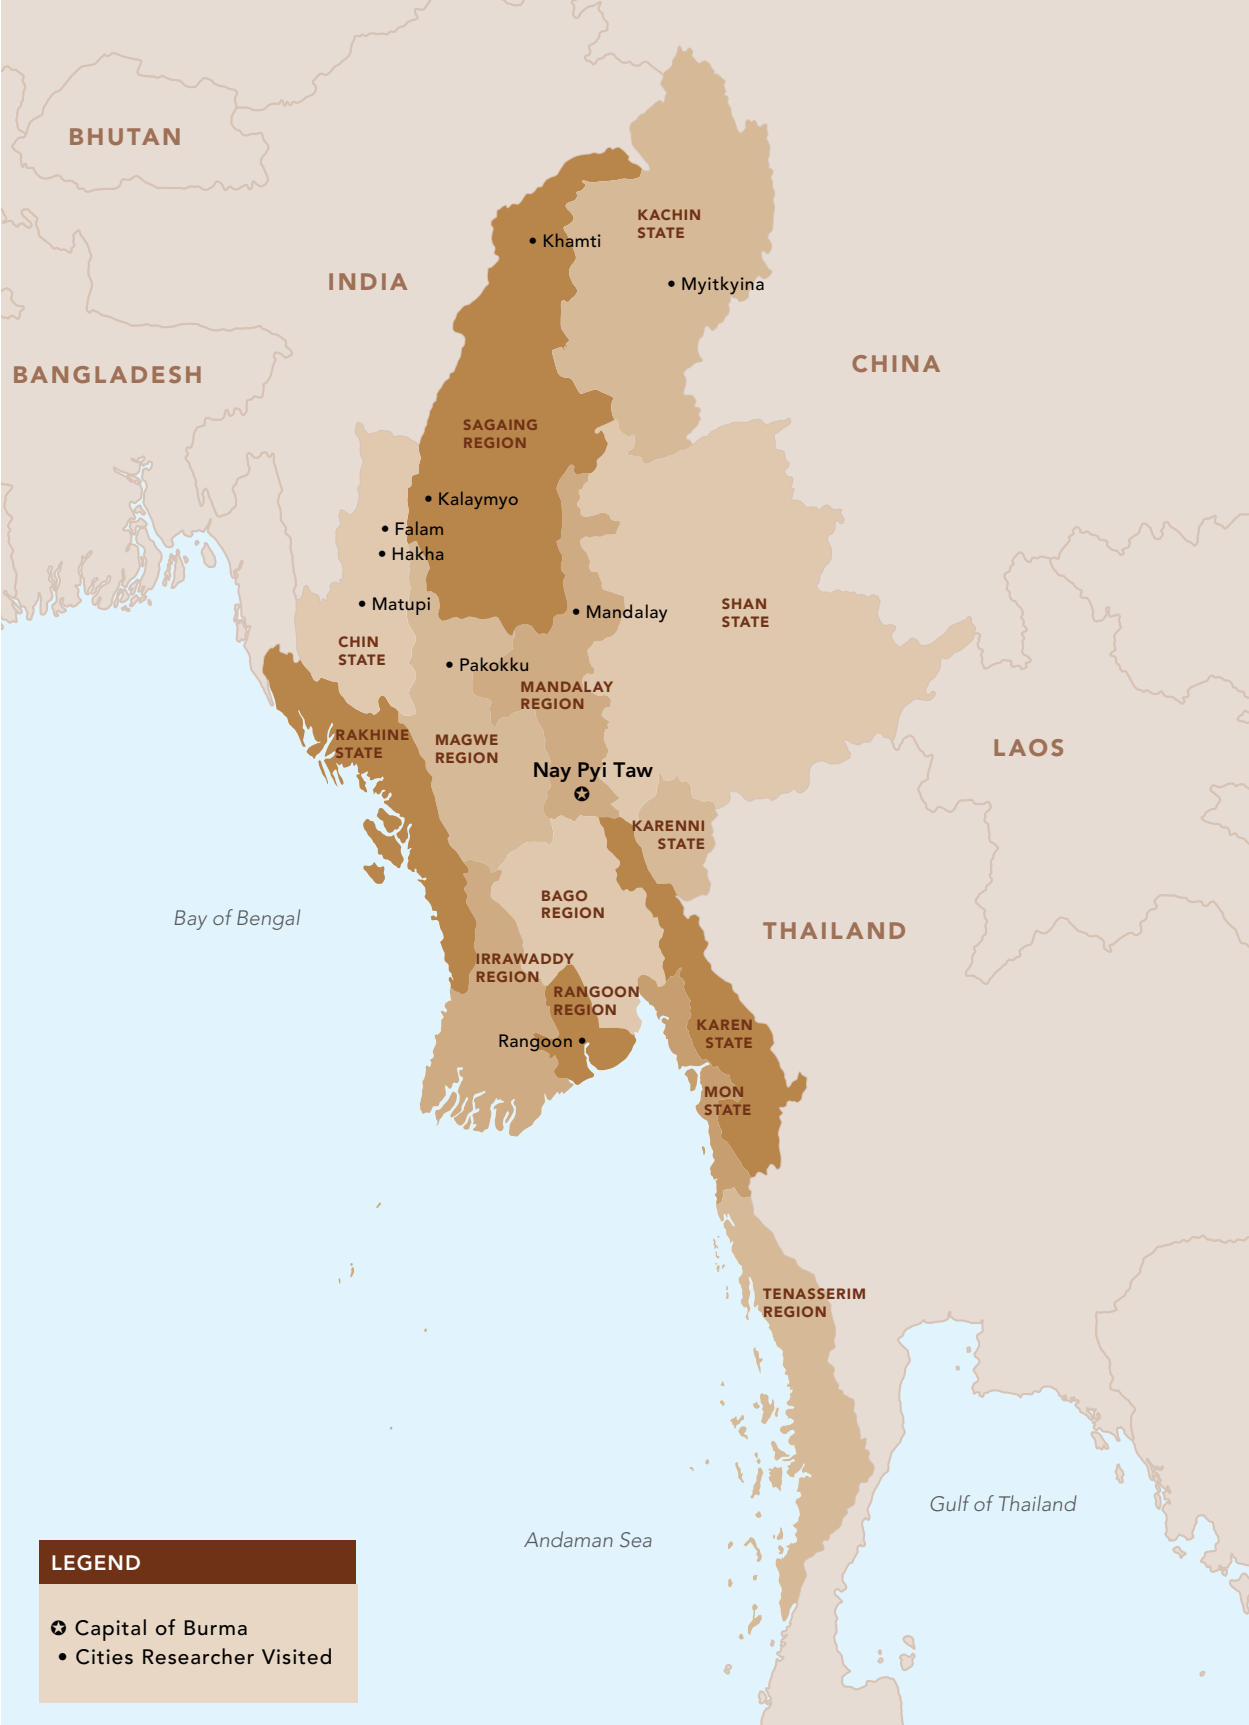 BHUTAN
KACHIN
STATE
• Khamti
INDIA
• Myitkyina
CHINA
BANGLADESH
SAGAING
REGION
• Kalaymyo
• Falam
• Hakha
• Matupi
• Mandalay
SHAN
STATE
CHIN
STATE
• Pakokku
MANDALAY
REGION
RAKHINE
STATE
MAGWE
REGION
LAOS
Nay Pyi Taw
KARENNI
STATE
BAGO
REGION
Bay of Bengal
THAILAND
IRRAWADDY
REGION
RANGOON
REGION
KAREN
STATE
Rangoon •
MON
STATE
TENASSERIM
REGION
Gulf of Thailand
Andaman Sea
LEGEND
✪ Capital of Burma
• Cities Researcher Visited